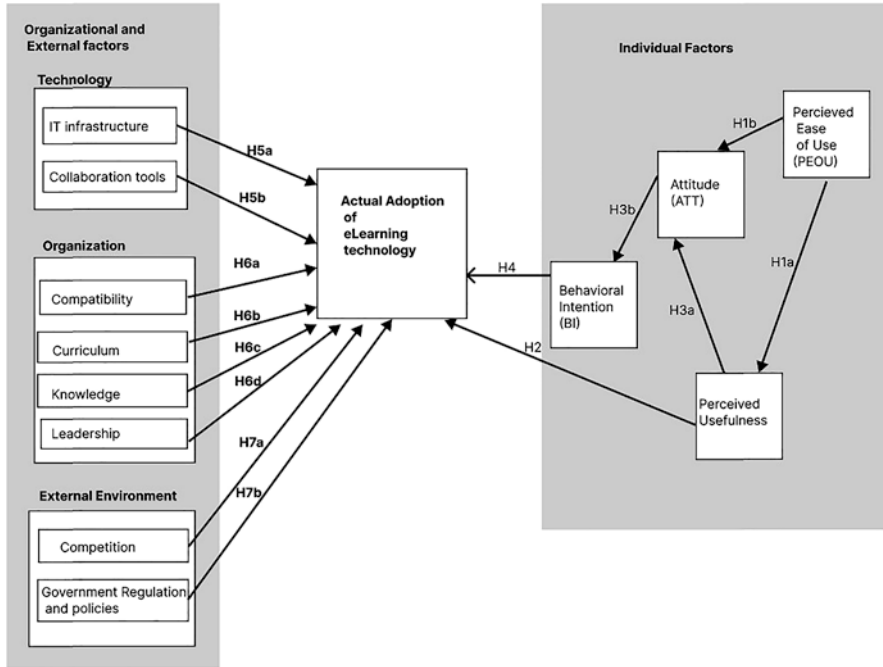 Organizational and
External factors
Technology
IT infrastructure
Collaboration tools
Organization
Compatibility
Curriculum
Knowledge
Leadership
External Environment
Competition
Government Regulation
and policies
H5a
H5b
H6a
H6b
H6c
H6d
H7a
H7b
Actual Adoption
of
eLearning
technology
H4
H2
Individual Factors
Percieved
Ease
of Use
(PEOU)
H1b
Attitude
(ATT)
H3b
H1a
Behavioral
Intention
(BI)
H3a
Perceived
Usefulness